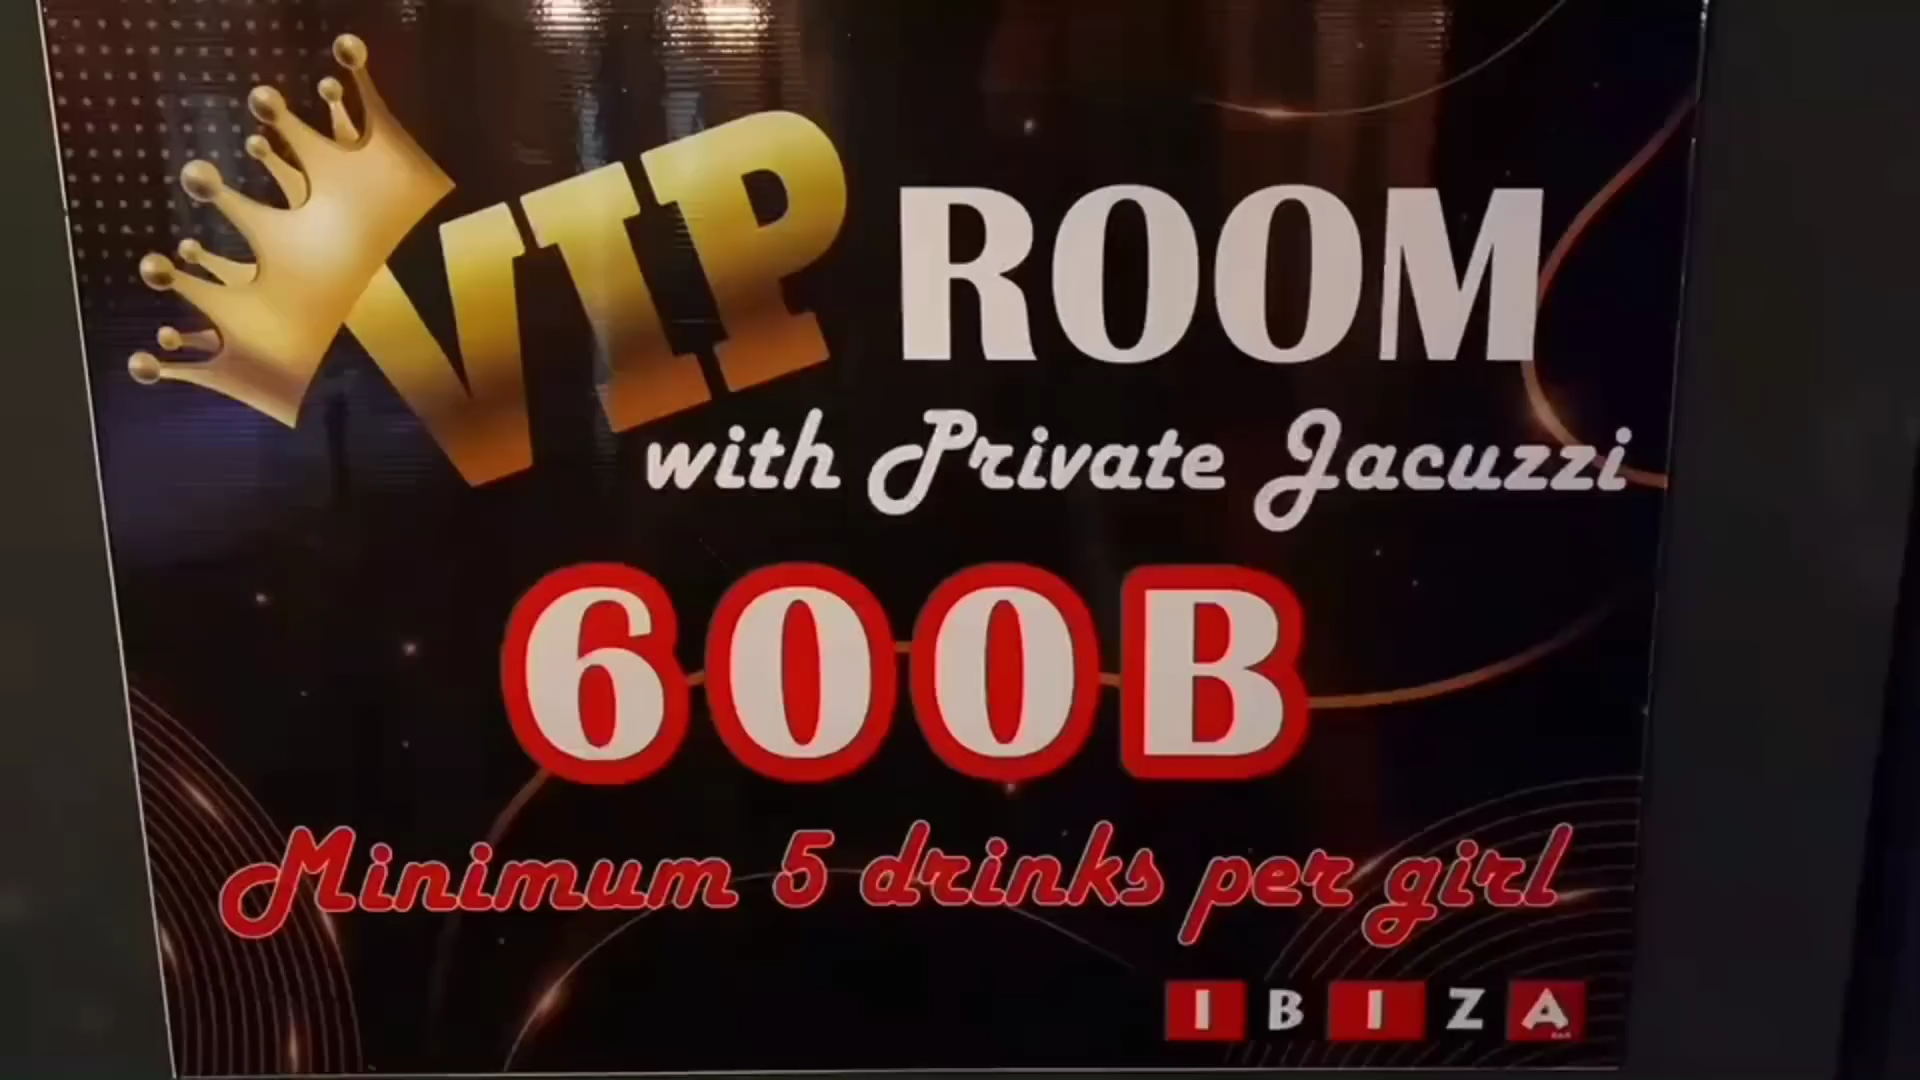 VIP ROOM
with Private Jacuzzi
600B
Minimum 5 drinks per girl
IBIZA